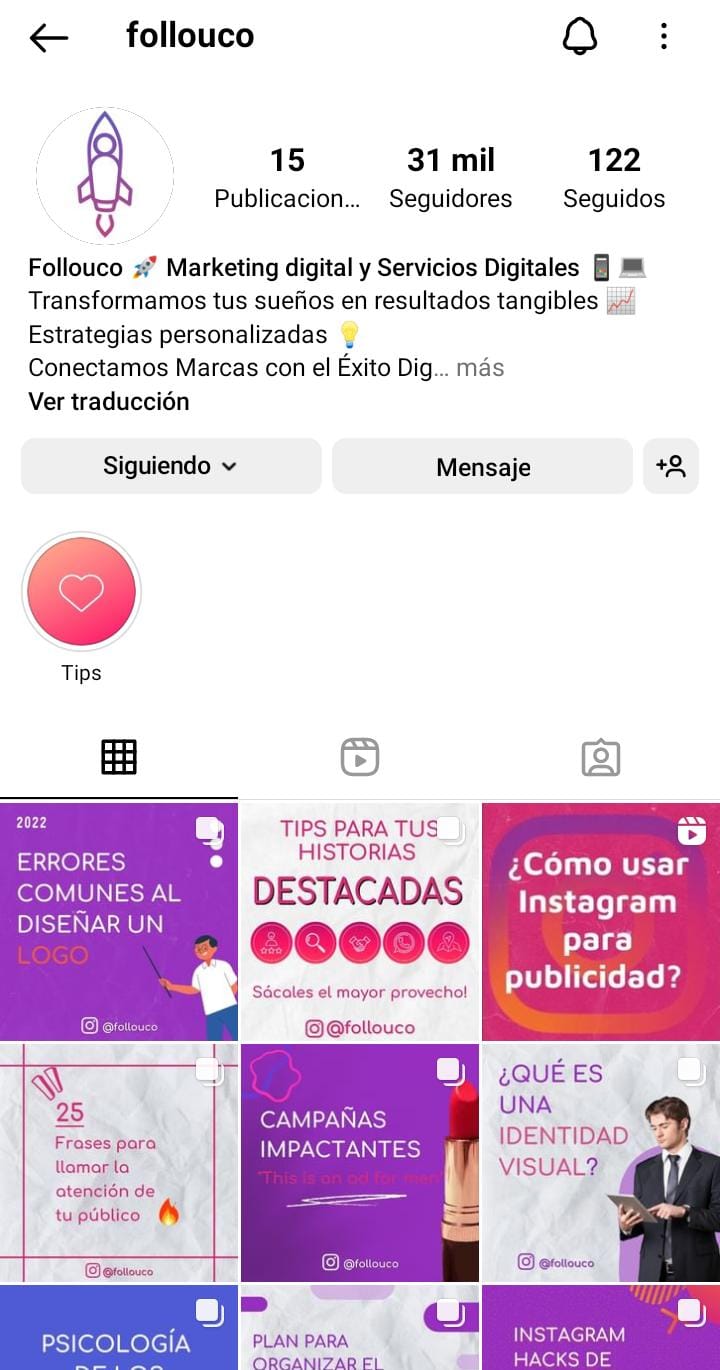 follouco
15
31 mil
122
Publicacion...
Seguidores
Seguidos
Follouco 🚀 Marketing digital y Servicios Digitales 📱💻
Transformamos tus sueños en resultados tangibles 📈
Estrategias personalizadas 💡
Conectamos Marcas con el Éxito Dig... más
Ver traducción
Siguiendo
Mensaje
Tips
2022
ERRORES
COMUNES AL
DISEÑAR UN
LOGO
@follouco
TIPS PARA TUS
HISTORIAS
DESTACADAS
Sácales el mayor provecho!
@follouco
¿Cómo usar
Instagram
para
publicidad?
25
Frases para
llamar la
atención de
tu público 🔥
@follouco
CAMPAÑAS
IMPACTANTES
"This is an ad for men"
@follouco
¿QUÉ ES
UNA
IDENTIDAD
VISUAL?
@follouco
PSICOLOGÍA
DE LOS
PLAN PARA
ORGANIZAR EL
INSTAGRAM
HACKS DE